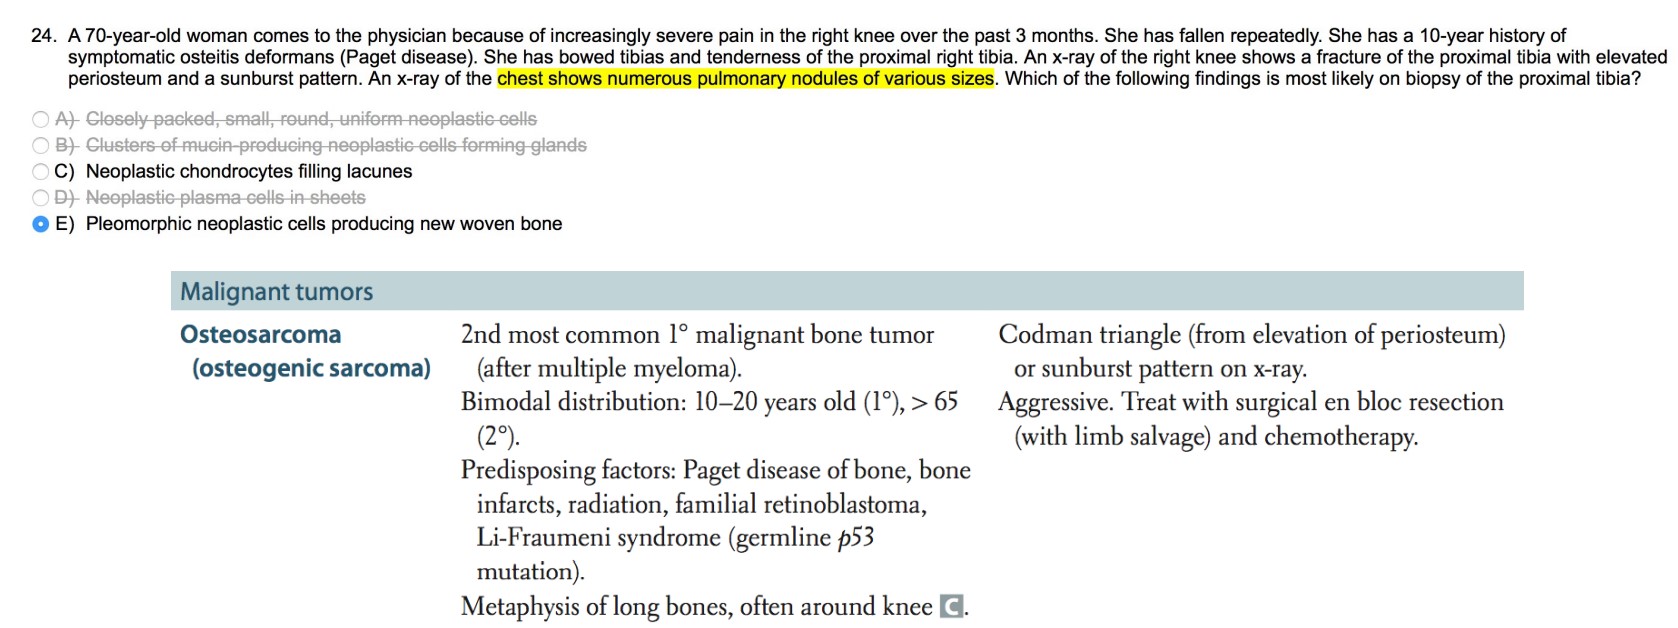 24. A 70-year-old woman comes to the physician because of increasingly severe pain in the right knee over the past 3 months. She has fallen repeatedly. She has a 10-year history of
symptomatic osteitis deformans (Paget disease). She has bowed tibias and tenderness of the proximal right tibia. An x-ray of the right knee shows a fracture of the proximal tibia with elevated
periosteum and a sunburst pattern. An x-ray of the chest shows numerous pulmonary nodules of various sizes. Which of the following findings is most likely on biopsy of the proximal tibia?
A) Closely packed, small, round, uniform neoplastic cells
B) Clusters of mucin-producing neoplastic cells forming glands
C) Neoplastic chondrocytes filling lacunes
D) Neoplastic plasma cells in sheets
E) Pleomorphic neoplastic cells producing new woven bone
Malignant tumors
Osteosarcoma
(osteogenic sarcoma)
2nd most common 1° malignant bone tumor
(after multiple myeloma).
Bimodal distribution: 10–20 years old (1°), > 65
(2°).
Predisposing factors: Paget disease of bone, bone
infarcts, radiation, familial retinoblastoma,
Li-Fraumeni syndrome (germline p53
mutation).
Metaphysis of long bones, often around knee C.
Codman triangle (from elevation of periosteum)
or sunburst pattern on x-ray.
Aggressive. Treat with surgical en bloc resection
(with limb salvage) and chemotherapy.